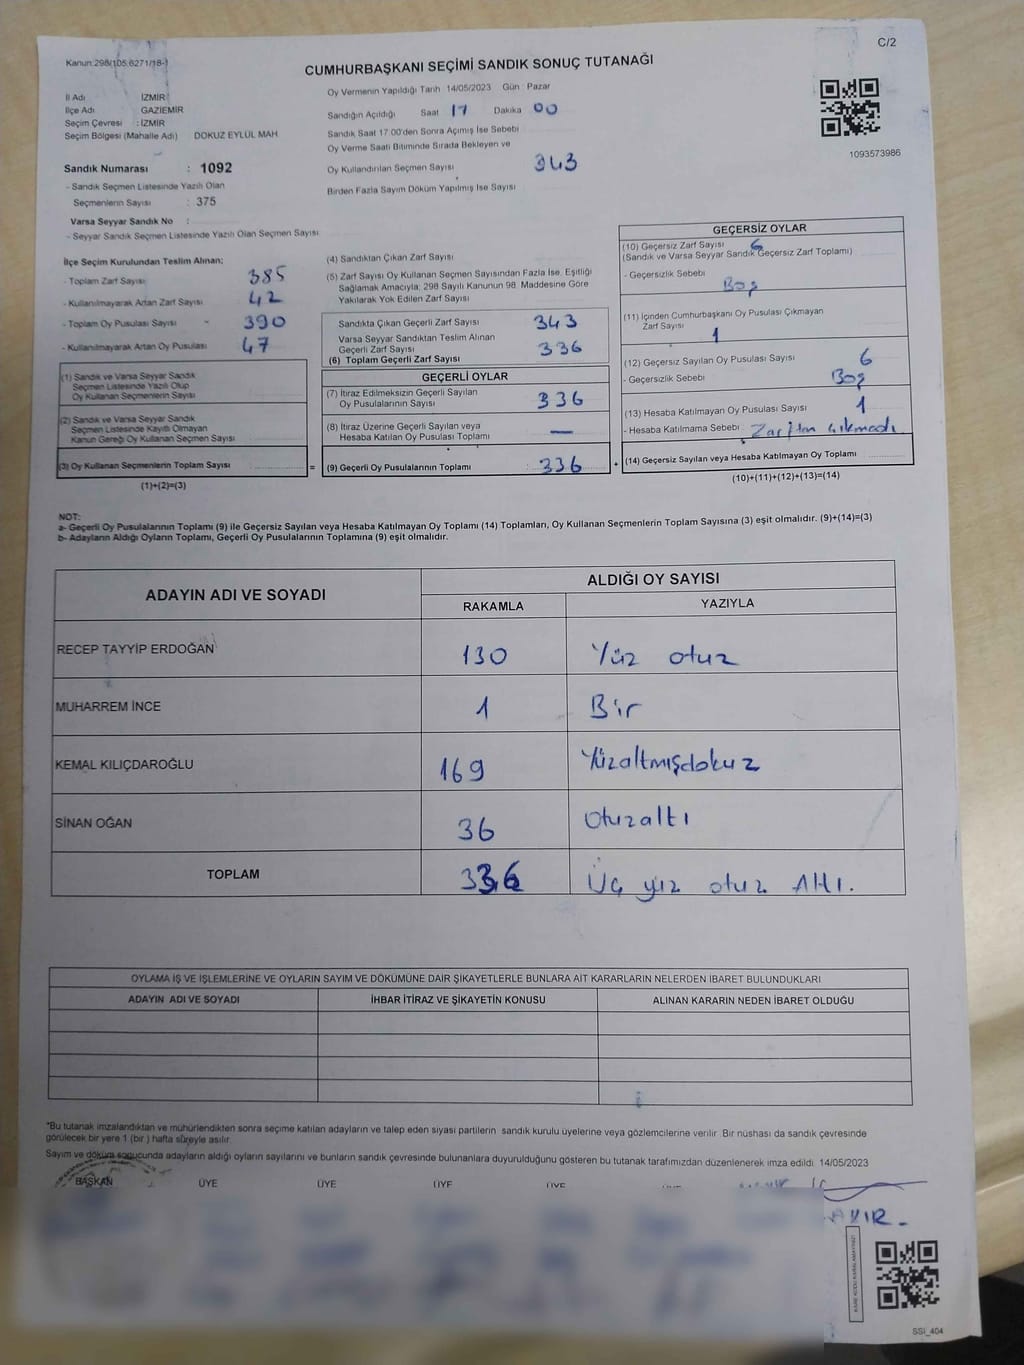 C/2
Kanun:298(105,6271/18-)
CUMHURBAŞKANI SEÇİMİ SANDIK SONUÇ TUTANAĞI
İl Adı : İZMİR
İlçe Adı GAZİEMİR
Seçim Çevresi : İZMİR
Seçim Bölgesi (Mahalle Adı) DOKUZ EYLÜL MAH
Sandık Numarası : 1092
- Sandık Seçmen Listesinde Yazılı Olan
Seçmenlerin Sayısı : 375
Varsa Seyyar Sandık No :
- Seyyar Sandık Seçmen Listesinde Yazılı Olan Seçmen Sayısı
Oy Vermenin Yapıldığı Tarih 14/05/2023 Gün : Pazar
Sandığın Açıldığı Saat 17 Dakika 00
Sandık Saat 17.00'den Sonra Açımış İse Sebebi
Oy Verme Saati Bitiminde Sırada Bekleyen ve
Oy Kullandırılan Seçmen Sayısı 343
Birden Fazla Sayım Döküm Yapılmış İse Sayısı
1093573986
İlçe Seçim Kurulundan Teslim Alınan;
- Toplam Zarf Sayısı 385
- Kullanılmayarak Artan Zarf Sayısı 42
- Toplam Oy Pusulası Sayısı 390
- Kullanılmayarak Artan Oy Pusulası 47
(1) Sandık ve Varsa Seyyar Sandık
Seçmen Listesinde Yazılı Olup
Oy Kullanan Seçmenlerin Sayısı
(2) Sandık ve Varsa Seyyar Sandık
Seçmen Listesinde Kayıtlı Olmayan
Kanun Gereği Oy Kullanan Seçmen Sayısı
(3) Oy Kullanan Seçmenlerin Toplam Sayısı =
(1)+(2)=(3)
(4) Sandıktan Çıkan Zarf Sayısı
(5) Zarf Sayısı Oy Kullanan Seçmen Sayısından Fazla İse, Eşitliği
Sağlamak Amacıyla; 298 Sayılı Kanunun 98. Maddesine Göre
Yakılarak Yok Edilen Zarf Sayısı
Sandıkta Çıkan Geçerli Zarf Sayısı 343
Varsa Seyyar Sandıktan Teslim Alınan
Geçerli Zarf Sayısı 336
(6) Toplam Geçerli Zarf Sayısı
GEÇERLİ OYLAR
(7) İtiraz Edilmeksizin Geçerli Sayılan
Oy Pusulalarının Sayısı 336
(8) İtiraz Üzerine Geçerli Sayılan veya
Hesaba Katılan Oy Pusulası Toplamı —
(9) Geçerli Oy Pusulalarının Toplamı : 336 +
GEÇERSİZ OYLAR
(10) Geçersiz Zarf Sayısı 6
(Sandık ve Varsa Seyyar Sandık Geçersiz Zarf Toplamı)
- Geçersizlik Sebebi
Boş
(11) İçinden Cumhurbaşkanı Oy Pusulası Çıkmayan
Zarf Sayısı 1
(12) Geçersiz Sayılan Oy Pusulası Sayısı 6
- Geçersizlik Sebebi Boş
(13) Hesaba Katılmayan Oy Pusulası Sayısı 1
- Hesaba Katılmama Sebebi : Zarftan çıkmadı
(14) Geçersiz Sayılan veya Hesaba Katılmayan Oy Toplamı
(10)+(11)+(12)+(13)=(14)
NOT:
a- Geçerli Oy Pusulalarının Toplamı (9) ile Geçersiz Sayılan veya Hesaba Katılmayan Oy Toplamı (14) Toplamları, Oy Kullanan Seçmenlerin Toplam Sayısına (3) eşit olmalıdır. (9)+(14)=(3)
b- Adayların Aldığı Oyların Toplamı, Geçerli Oy Pusulalarının Toplamına (9) eşit olmalıdır.
ADAYIN ADI VE SOYADI ALDIĞI OY SAYISI
RAKAMLA YAZIYLA
RECEP TAYYİP ERDOĞAN 130 Yüz otuz
MUHARREM İNCE 1 Bir
KEMAL KILIÇDAROĞLU 169 Yüzaltmışdokuz
SİNAN OĞAN 36 Otuzaltı
TOPLAM 336 Üç yüz otuz Altı.
OYLAMA İŞ VE İŞLEMLERİNE VE OYLARIN SAYIM VE DÖKÜMÜNE DAİR ŞİKAYETLERLE BUNLARA AİT KARARLARIN NELERDEN İBARET BULUNDUKLARI
ADAYIN ADI VE SOYADI İHBAR İTİRAZ VE ŞİKAYETİN KONUSU ALINAN KARARIN NEDEN İBARET OLDUĞU
*Bu tutanak imzalandıktan ve mühürlendikten sonra seçime katılan adayların ve talep eden siyasi partilerin sandık kurulu üyelerine veya gözlemcilerine verilir Bir nüshası da sandık çevresinde
görülecek bir yere 1 (bir ) hafta süreyle asılır.
Sayım ve döküm sonucunda adayların aldığı oyların sayılarını ve bunların sandık çevresinde bulunanlara duyurulduğunu gösteren bu tutanak tarafımızdan düzenlenerek imza edildi. 14/05/2023
BAŞKAN ÜYE ÜYE ÜYE ÜYE ÜYE
SSİ_404